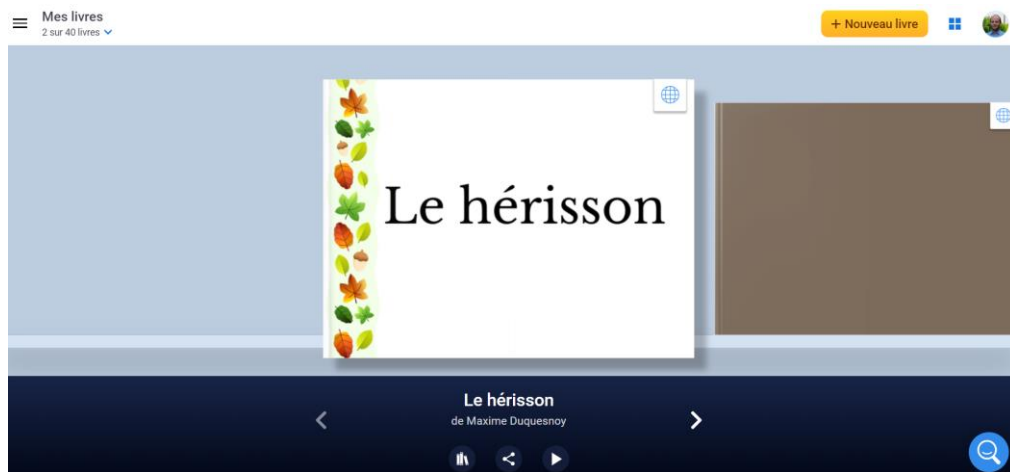 Mes livres
2 sur 40 livres
+ Nouveau livre
Le hérisson
Le hérisson
de Maxime Duquesnoy